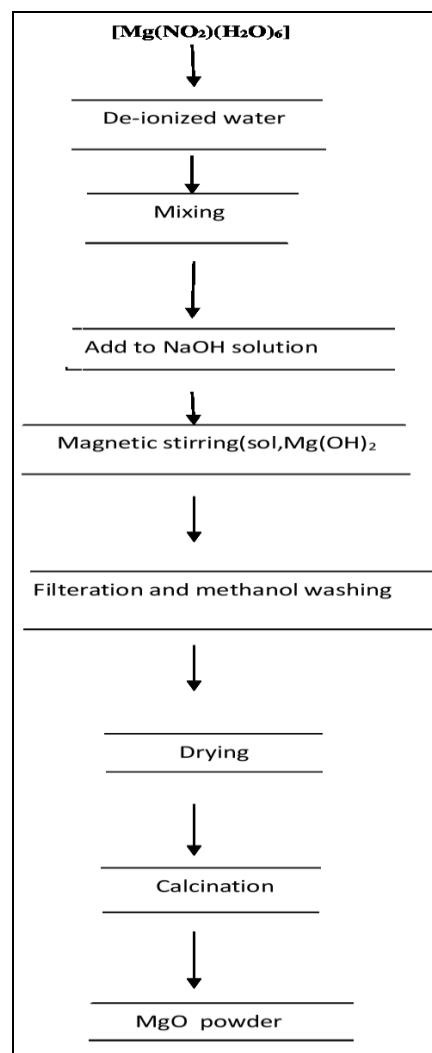 [Mg(NO₂)(H₂O)₆]
De-ionized water
Mixing
Add to NaOH solution
Magnetic stirring(sol,Mg(OH)₂
Filteration and methanol washing
Drying
Calcination
MgO powder